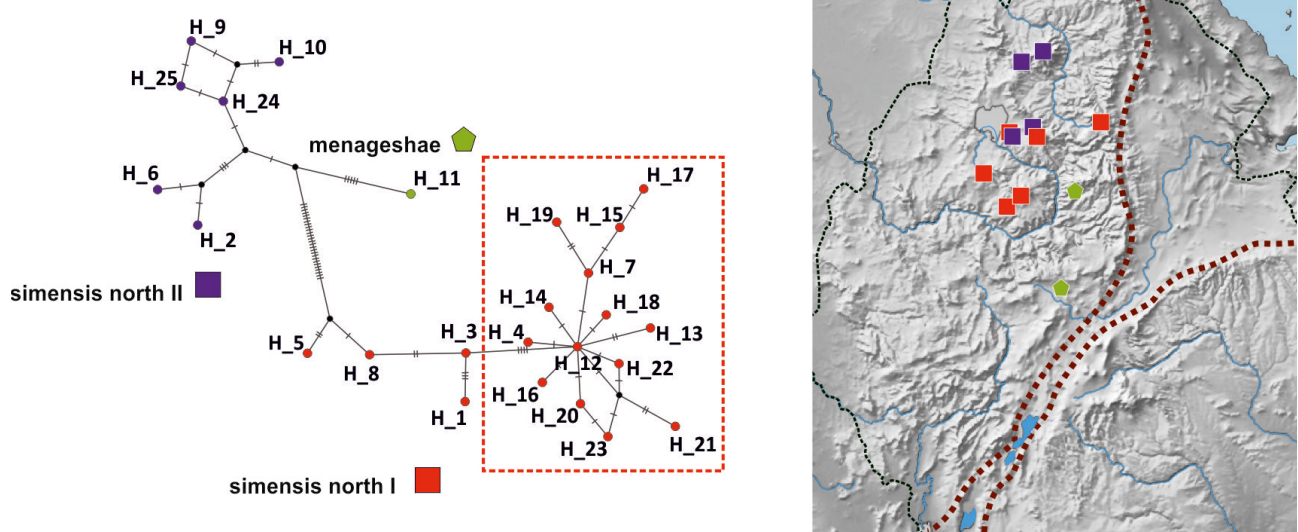 H_9
H_10
H_25
H_24
menageshae
H_6
H_11
H_17
H_19
H_15
H_2
H_7
simensis north II
H_14
H_18
H_4
H_13
H_3
H_5
H_12
H_22
H_8
H_16
H_20
H_1
H_23
H_21
simensis north I